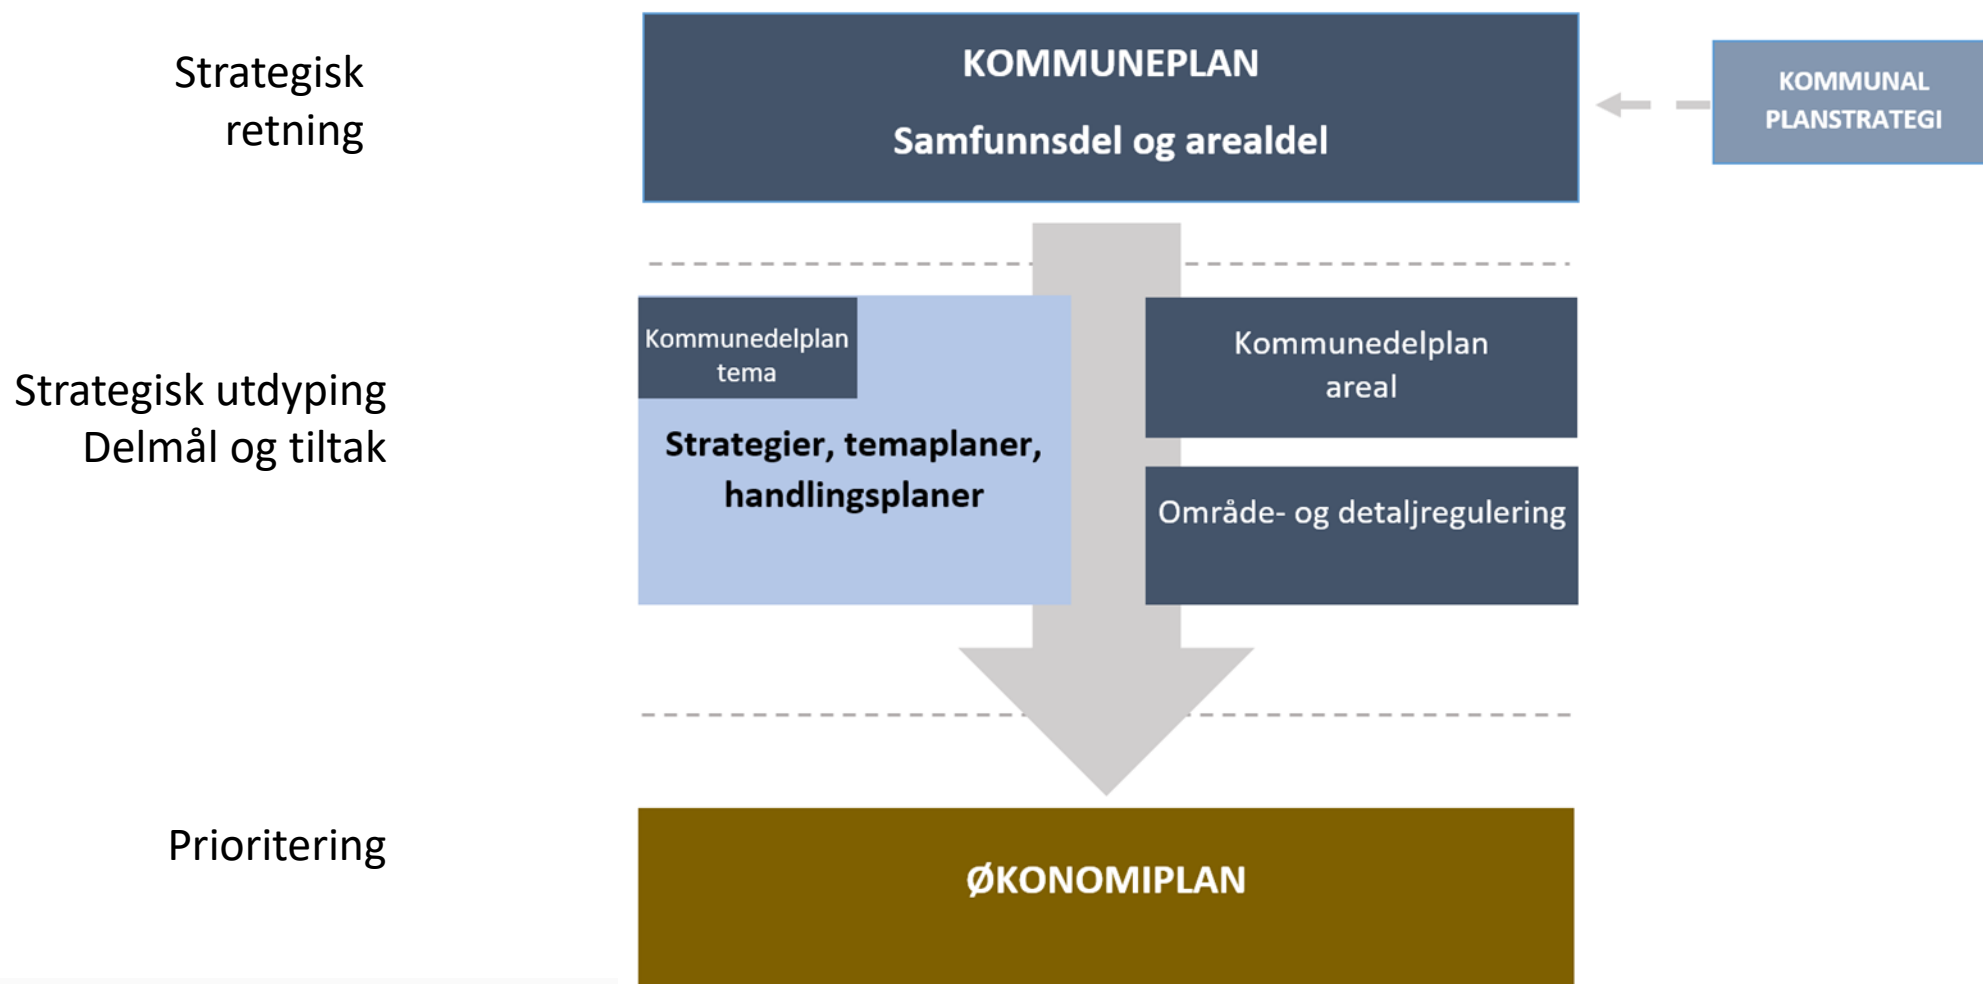 Strategisk
retning
KOMMUNEPLAN
Samfunnsdel og arealdel
KOMMUNAL
PLANSTRATEGI
Strategisk utdyping
Delmål og tiltak
Kommunedelplan
tema
Strategier, temaplaner,
handlingsplaner
Kommunedelplan
areal
Område- og detaljregulering
Prioritering
ØKONOMIPLAN